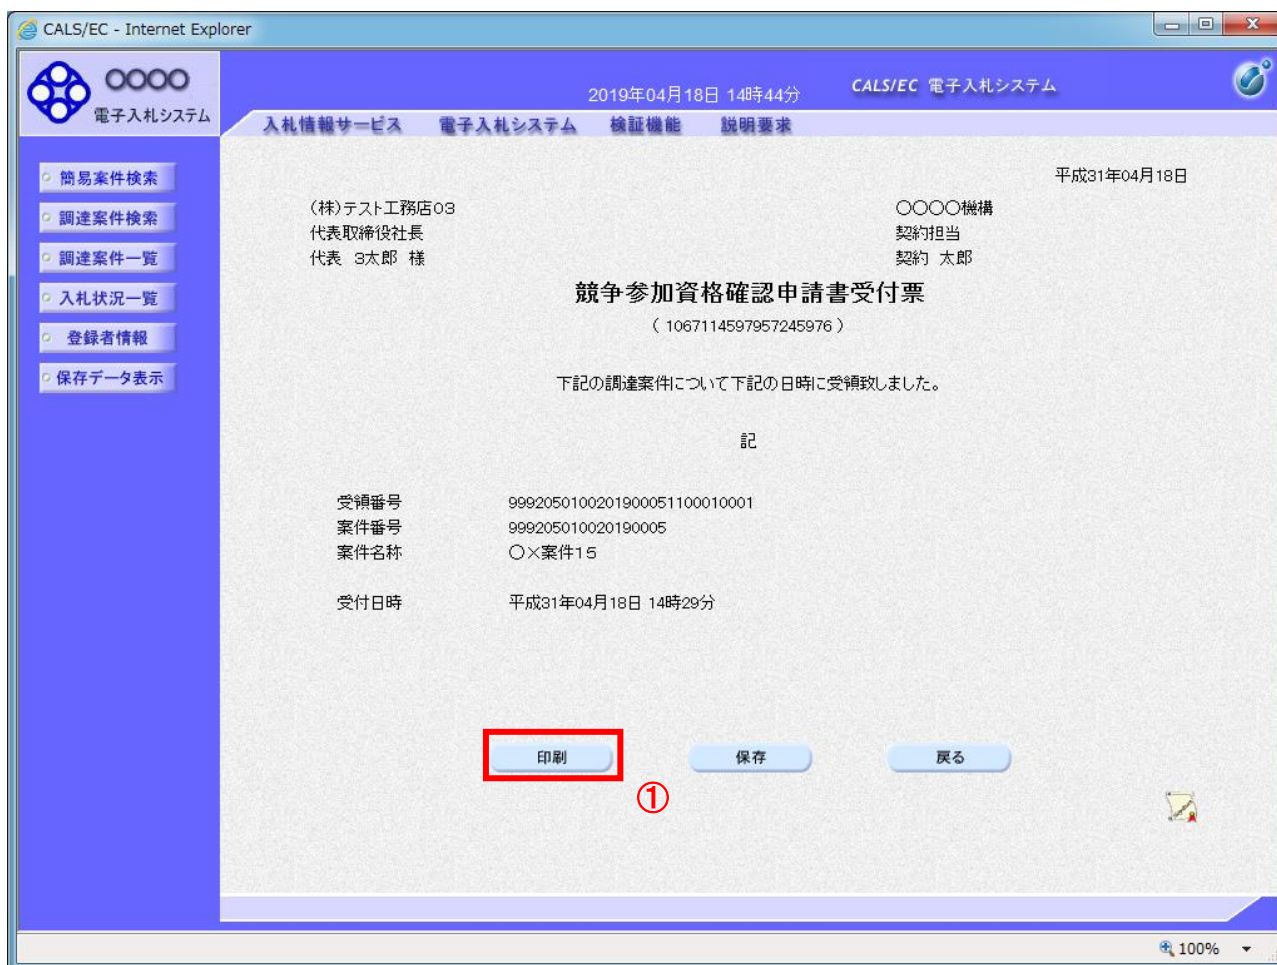 CALS/EC - Internet Explorer
〇〇〇〇
電子入札システム
2019年04月18日 14時44分
CALS/EC 電子入札システム
入札情報サービス 電子入札システム 検証機能 説明要求
簡易案件検索
調達案件検索
調達案件一覧
入札状況一覧
登録者情報
保存データ表示
平成31年04月18日
(株)テスト工務店03
代表取締役社長
代表 3太郎 様
〇〇〇〇機構
契約担当
契約 太郎
競争参加資格確認申請書受付票
( 1067114597957245976 )
下記の調達案件について下記の日時に受領致しました。
記
受領番号 9992050100201900051100010001
案件番号 999205010020190005
案件名称 〇×案件15
受付日時 平成31年04月18日 14時29分
印刷 保存 戻る
①
100%